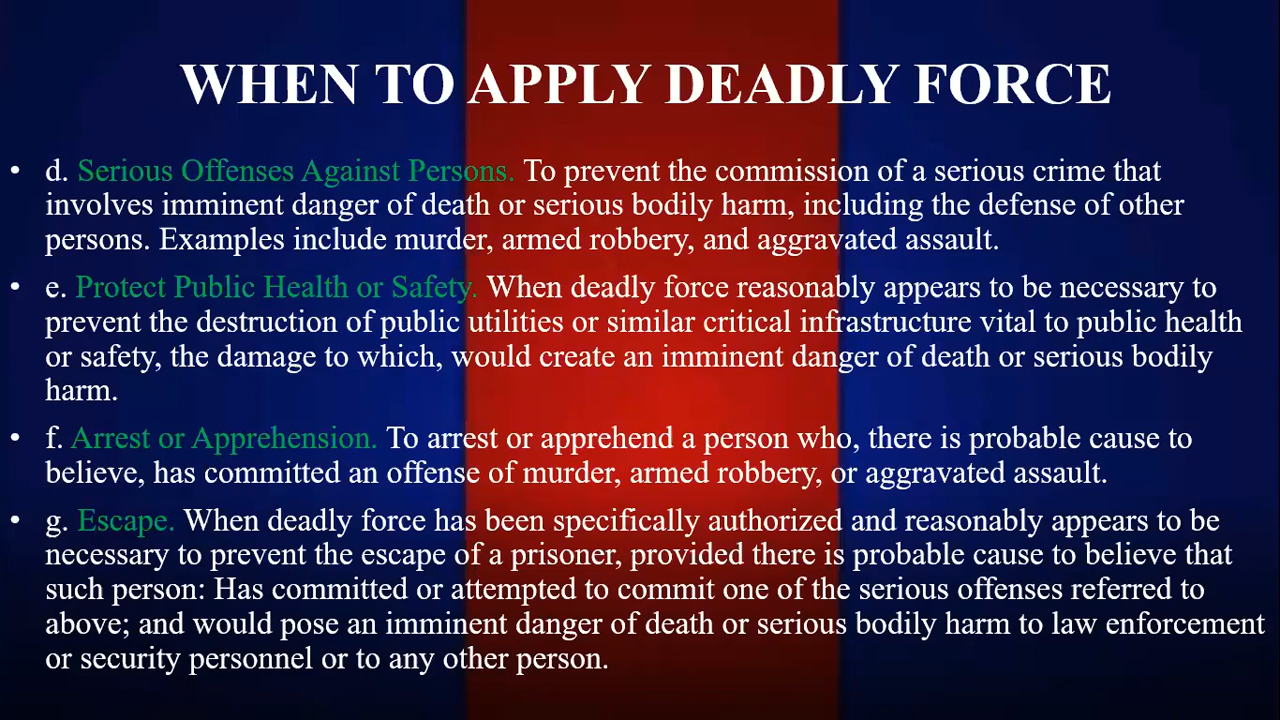 WHEN TO APPLY DEADLY FORCE
• d. Serious Offenses Against Persons. To prevent the commission of a serious crime that
involves imminent danger of death or serious bodily harm, including the defense of other
persons. Examples include murder, armed robbery, and aggravated assault.
• e. Protect Public Health or Safety. When deadly force reasonably appears to be necessary to
prevent the destruction of public utilities or similar critical infrastructure vital to public health
or safety, the damage to which, would create an imminent danger of death or serious bodily
harm.
• f. Arrest or Apprehension. To arrest or apprehend a person who, there is probable cause to
believe, has committed an offense of murder, armed robbery, or aggravated assault.
• g. Escape. When deadly force has been specifically authorized and reasonably appears to be
necessary to prevent the escape of a prisoner, provided there is probable cause to believe that
such person: Has committed or attempted to commit one of the serious offenses referred to
above; and would pose an imminent danger of death or serious bodily harm to law enforcement
or security personnel or to any other person.